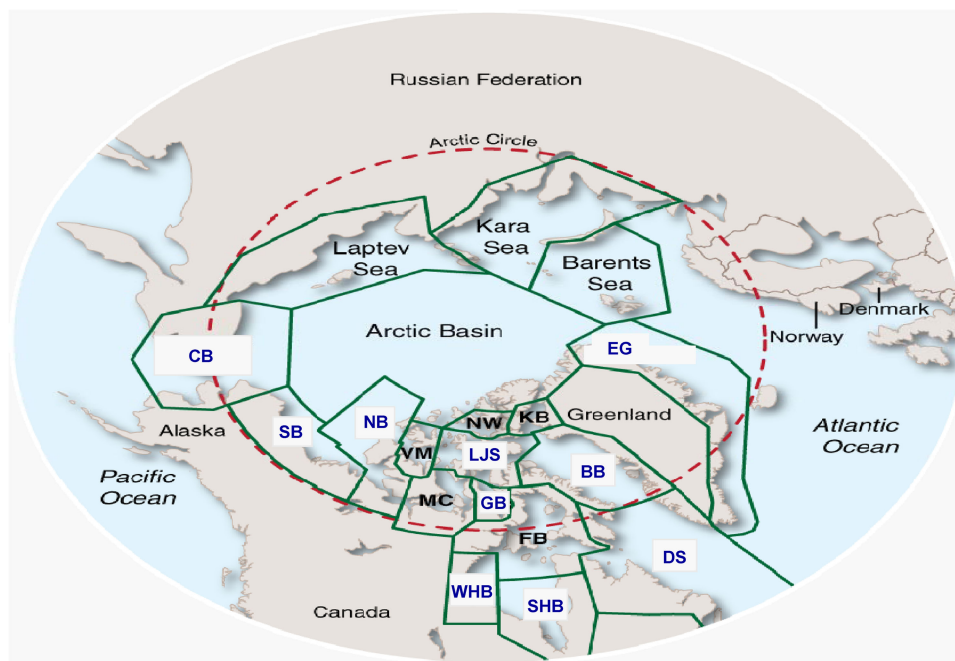 Russian Federation
Arctic Circle
Kara
Sea
Laptev
Sea
Barents
Sea
Denmark
Norway
Arctic Basin
EG
CB
Greenland
Alaska
SB
NB
NW
KB
Atlantic
Ocean
VM
LJS
BB
Pacific
Ocean
MC
GB
FB
DS
WHB
SHB
Canada